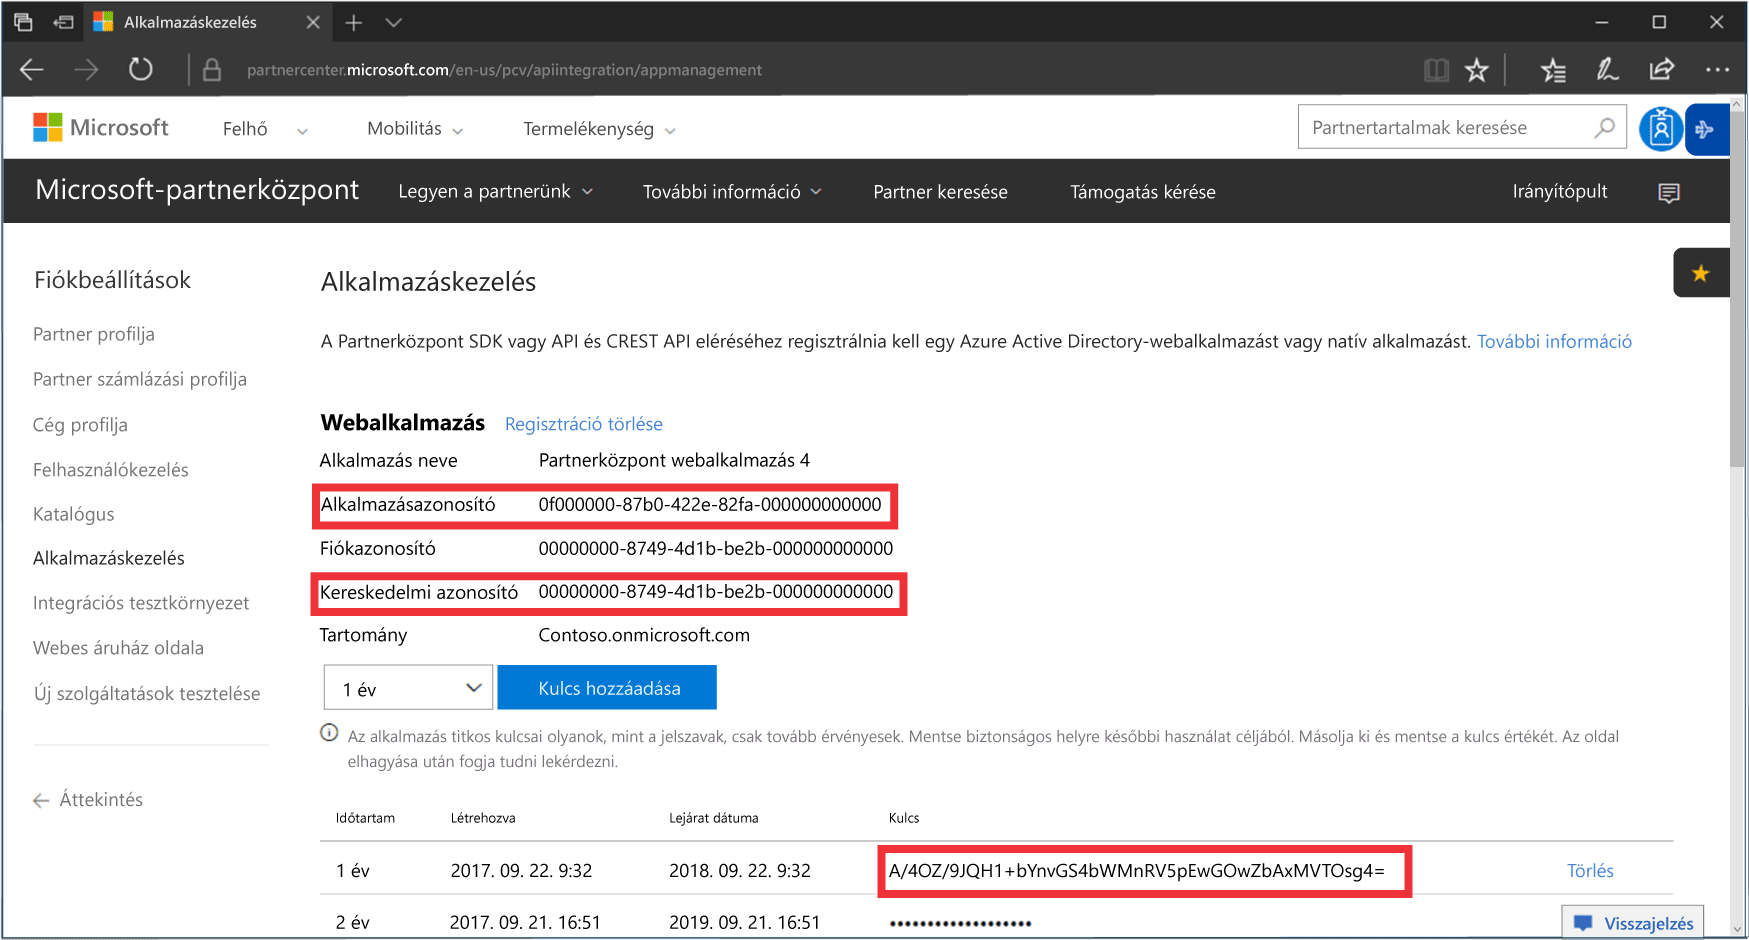 Alkalmazáskezelés
partnercenter.microsoft.com/en-us/pcv/apiintegration/appmanagement
Microsoft
Felhő
Mobilitás
Termelékenység
Partnertartalmak keresése
Microsoft-partnerközpont
Legyen a partnerünk
További információ
Partner keresése
Támogatás kérése
Irányítópult
Fiókbeállítások
Partner profilja
Partner számlázási profilja
Cég profilja
Felhasználókezelés
Katalógus
Alkalmazáskezelés
Integrációs tesztkörnyezet
Webes áruház oldala
Új szolgáltatások tesztelése
Áttekintés
Alkalmazáskezelés
A Partnerközpont SDK vagy API és CREST API eléréséhez regisztrálnia kell egy Azure Active Directory-webalkalmazást vagy natív alkalmazást. További információ
Webalkalmazás Regisztráció törlése
Alkalmazás neve Partnerközpont webalkalmazás 4
Alkalmazásazonosító 0f000000-87b0-422e-82fa-000000000000
Fiókazonosító 00000000-8749-4d1b-be2b-000000000000
Kereskedelmi azonosító 00000000-8749-4d1b-be2b-000000000000
Tartomány Contoso.onmicrosoft.com
1 év Kulcs hozzáadása
Az alkalmazás titkos kulcsai olyanok, mint a jelszavak, csak tovább érvényesek. Mentse biztonságos helyre későbbi használat céljából. Másolja ki és mentse a kulcs értékét. Az oldal
elhagyása után fogja tudni lekérdezni.
Időtartam Létrehozva Lejárat dátuma Kulcs
1 év 2017. 09. 22. 9:32 2018. 09. 22. 9:32 A/4OZ/9JQH1+bYnvGS4bWMnRV5pEwGOwZbAxMVTOsg4= Törlés
2 év 2017. 09. 21. 16:51 2019. 09. 21. 16:51 •••••••••••••••••••
Visszajelzés